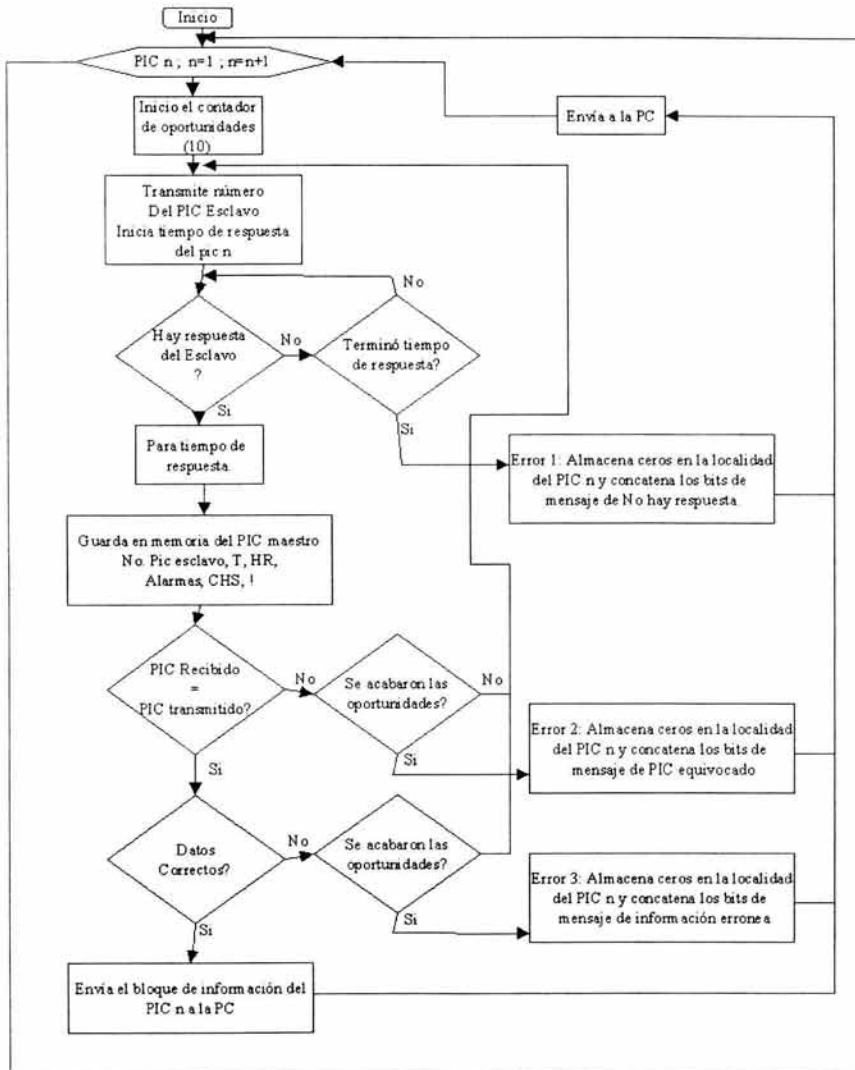 Inicio
PIC n ; n=1 ; n=n+1
Inicio el contador
de oportunidades
(10)
Envía a la PC
Transmite número
Del PIC Esclavo
Inicia tiempo de respuesta
del pic n
No
Hay respuesta
del Esclavo
?
No
Terminó tiempo
de respuesta?
Si
Si
Para tiempo de
respuesta
Error 1: Almacena ceros en la localidad
del PIC n y concatena los bits de
mensaje de No hay respuesta
Guarda en memoria del PIC maestro
No. Pic esclavo, T, HR,
Alarmas, CHS, !
PIC Recibido
=
PIC transmitido?
No
Se acabaron las
oportunidades?
No
Si
Si
Error 2: Almacena ceros en la localidad
del PIC n y concatena los bits de
mensaje de PIC equivocado
Datos
Correctos?
No
Se acabaron las
oportunidades?
Si
Si
Error 3: Almacena ceros en la localidad
del PIC n y concatena los bits de
mensaje de información erronea
Envía el bloque de información del
PIC n a la PC